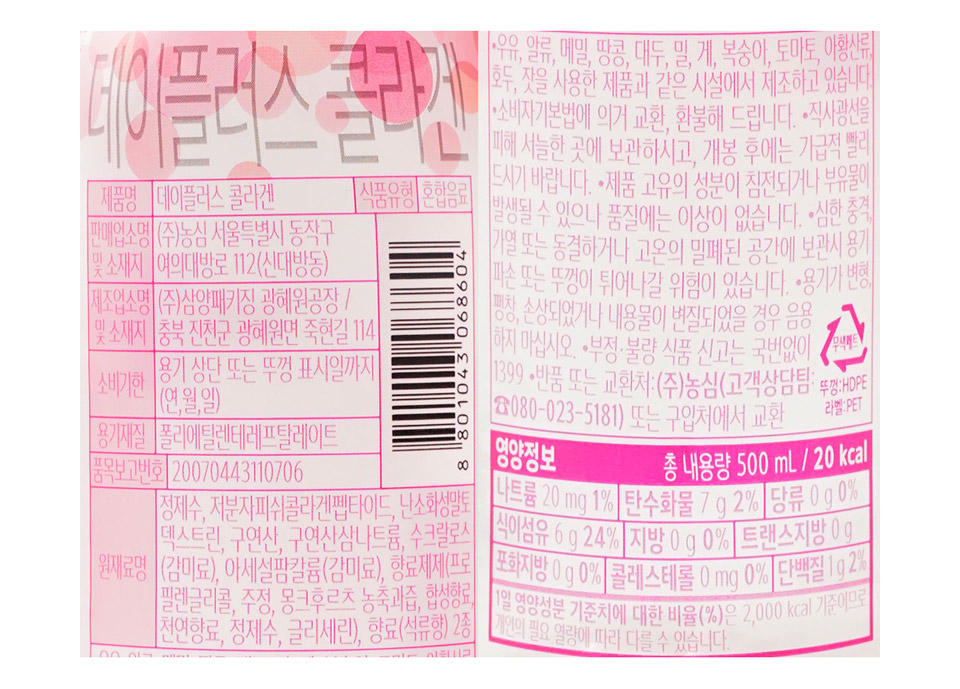 데이플러스 콜라겐
제품명 데이플러스 콜라겐 식품유형 혼합음료
판매업소명 및 소재지 (주)농심 서울특별시 동작구
여의대방로 112(신대방동)
제조업소명 및 소재지 (주)삼양패키징 광혜원공장 /
충북 진천군 광혜원면 죽현길 114
소비기한 용기 상단 또는 뚜껑 표시일까지
(연,월,일)
용기재질 폴리에틸렌테레프탈레이트
품목보고번호 20070443110706
원재료명 정제수, 저분자피쉬콜라겐펩타이드, 난소화성말토
덱스트린, 구연산, 구연산삼나트륨, 수크랄로스
(감미료), 아세설팜칼륨(감미료), 향료제제(프로
필렌글리콜, 주정, 몽크후르츠 농축과즙, 합성향료,
천연향료, 정제수, 글리세린), 향료(석류향) 2종
8 801043 068604
•우유, 알류, 메밀, 땅콩, 대두, 밀, 게, 복숭아, 토마토, 아황산류,
호두, 잣을 사용한 제품과 같은 시설에서 제조하고 있습니다
•소비자기본법에 의거 교환, 환불해 드립니다. •직사광선을
피해 서늘한 곳에 보관하시고, 개봉 후에는 가급적 빨리
드시기 바랍니다. •제품 고유의 성분이 침전되거나 부유물이
발생될 수 있으나 품질에는 이상이 없습니다. •심한 충격,
가열 또는 동결하거나 고온의 밀폐된 공간에 보관시 용기
파손 또는 뚜껑이 튀어나갈 위험이 있습니다. •용기가 변형,
팽창, 손상되었거나 내용물이 변질되었을 경우 음용
하지 마십시오. •부정·불량 식품 신고는 국번없이
1399 •반품 또는 교환처:(주)농심(고객상담팀:
☎080-023-5181) 또는 구입처에서 교환
무색페트
뚜껑:HDPE
라벨:PET
영양정보 총 내용량 500 mL / 20 kcal
나트륨 20 mg 1% 탄수화물 7 g 2% 당류 0 g 0%
식이섬유 6 g 24% 지방 0 g 0% 트랜스지방 0 g
포화지방 0 g 0% 콜레스테롤 0 mg 0% 단백질 1 g 2%
1일 영양성분 기준치에 대한 비율(%)은 2,000 kcal 기준이므로
개인의 필요 열량에 따라 다를 수 있습니다.